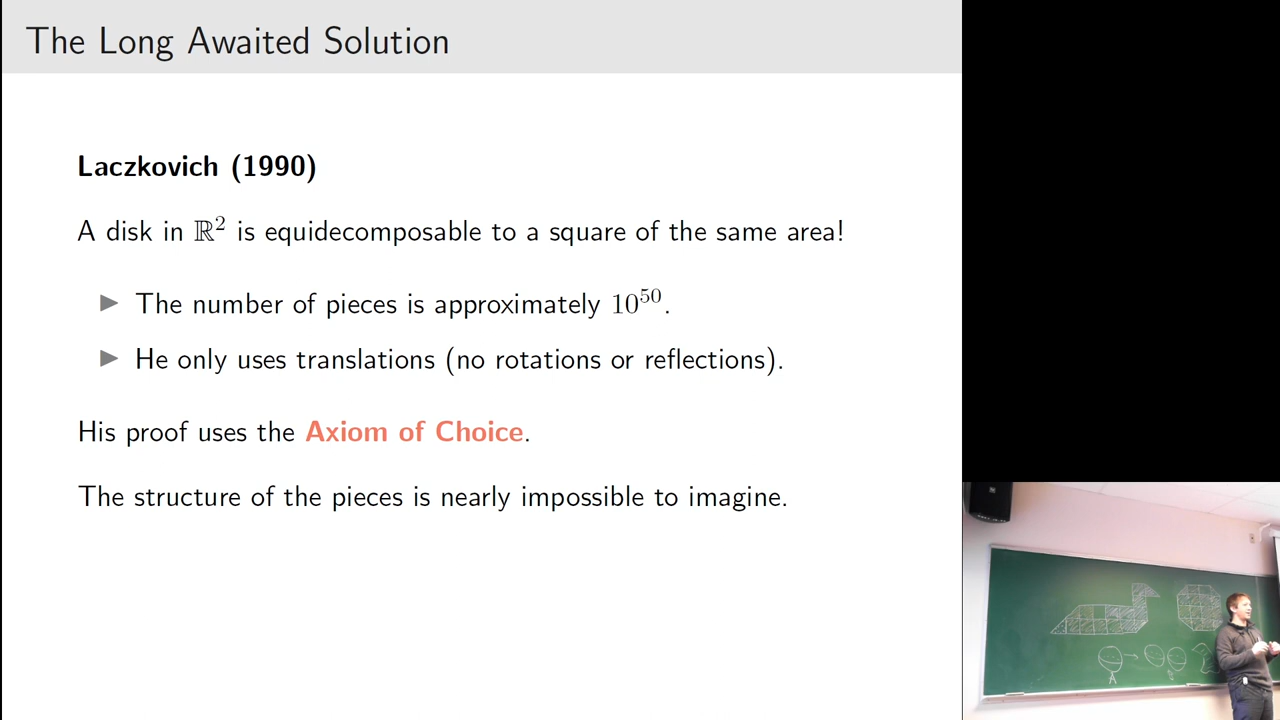 The Long Awaited Solution
Laczkovich (1990)
A disk in ℝ² is equidecomposable to a square of the same area!
▶ The number of pieces is approximately 10⁵⁰.
▶ He only uses translations (no rotations or reflections).
His proof uses the Axiom of Choice.
The structure of the pieces is nearly impossible to imagine.
A